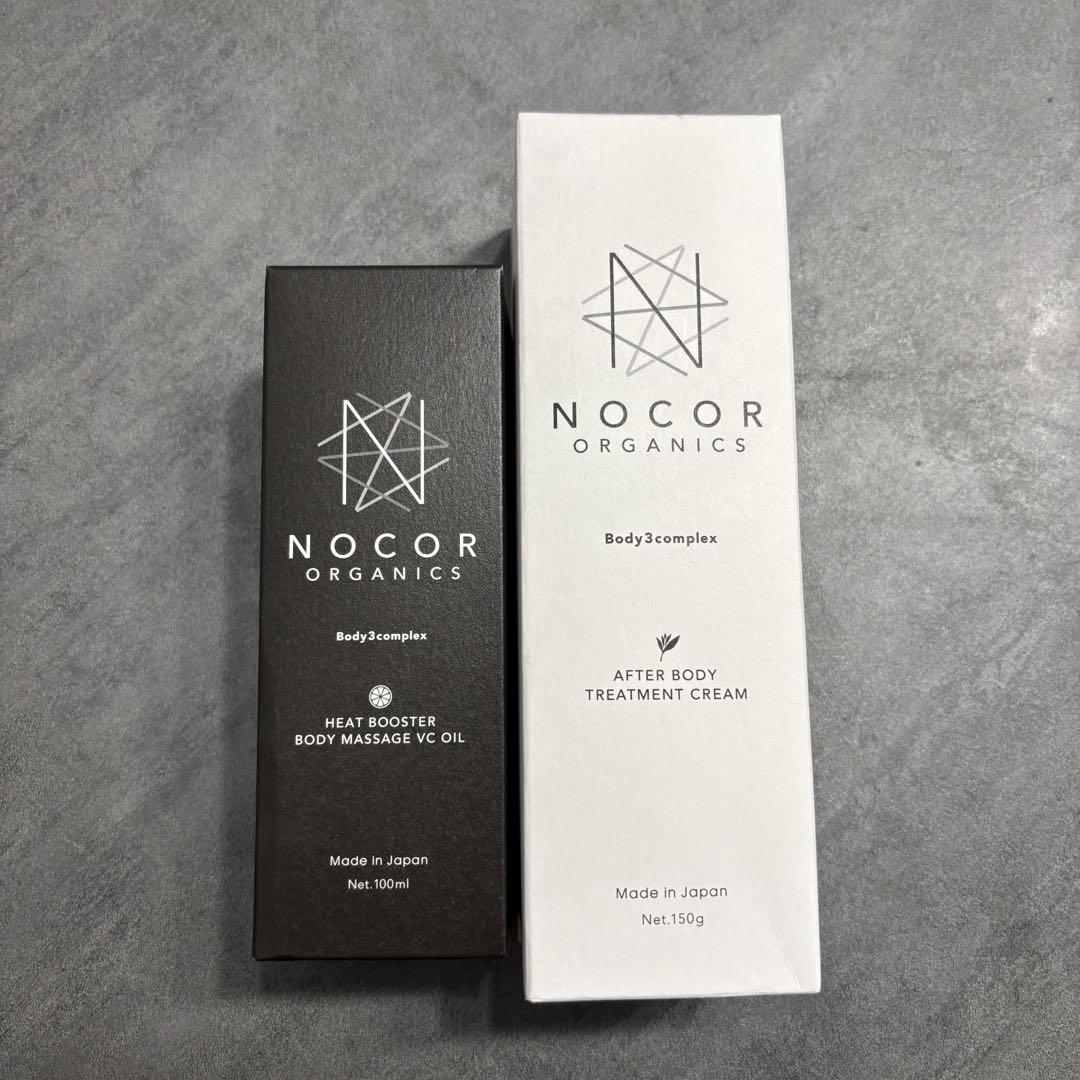 NOCOR
ORGANICS
Body3complex
HEAT BOOSTER
BODY MASSAGE VC OIL
Made in Japan
Net.100ml
NOCOR
ORGANICS
Body3complex
AFTER BODY
TREATMENT CREAM
Made in Japan
Net.150g